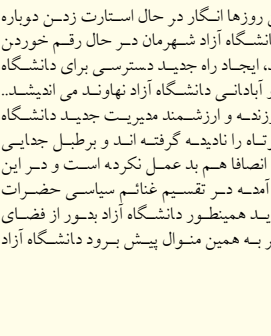 روزها انگار در حال استارت زدن دوباره
دانشگاه آزاد شهرمان در حال رقم خوردن
، ایجاد راه جدید دسترسی برای دانشگاه
و آبادانی دانشگاه آزاد نهاوند می اندیشد..
ارزنده و ارزشمند مدیریت جدید دانشگاه
را نادیده گرفته اند و برطبل جدایی
انصافا هم بد عمل نکرده است و در این
آمده در تقسیم غنائم سیاسی حضرات
همینطور دانشگاه آزاد بدور از فضای
به همین منوال پیش برود دانشگاه آزاد